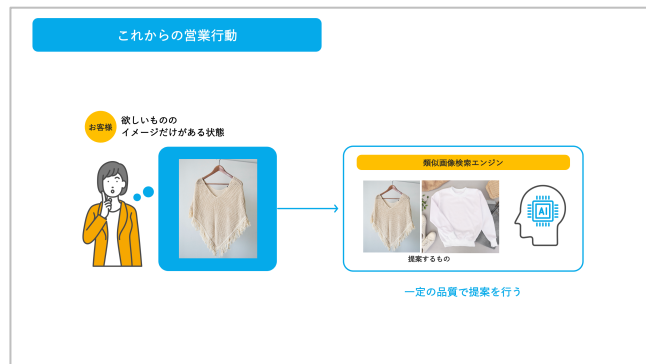 これからの営業行動
お客様
欲しいものの
イメージだけがある状態
類似画像検索エンジン
AI
提案するもの
一定の品質で提案を行う